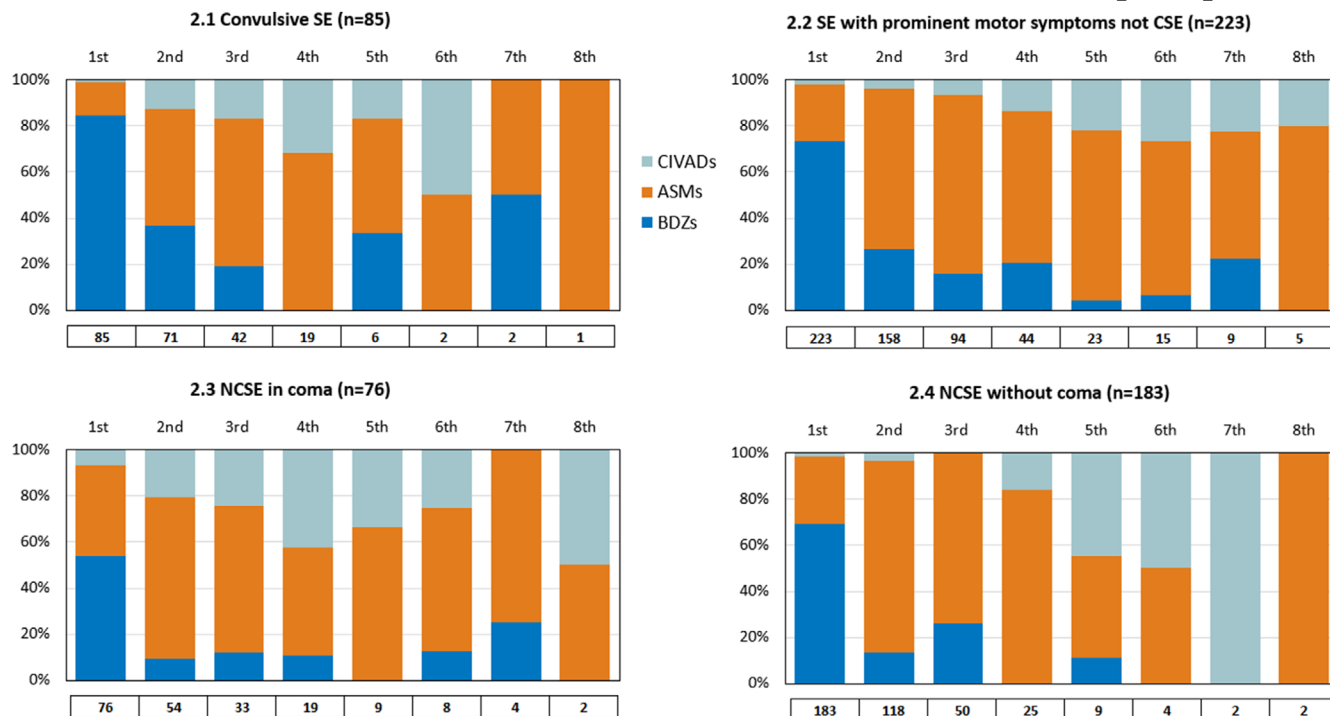 2.1 Convulsive SE (n=85)
1st 2nd 3rd 4th 5th 6th 7th 8th
100%
80%
60%
40%
20%
0%
85 71 42 19 6 2 2 1
CIVADs
ASMs
BDZs
2.2 SE with prominent motor symptoms not CSE (n=223)
1st 2nd 3rd 4th 5th 6th 7th 8th
100%
80%
60%
40%
20%
0%
223 158 94 44 23 15 9 5
2.3 NCSE in coma (n=76)
1st 2nd 3rd 4th 5th 6th 7th 8th
100%
80%
60%
40%
20%
0%
76 54 33 19 9 8 4 2
2.4 NCSE without coma (n=183)
1st 2nd 3rd 4th 5th 6th 7th 8th
100%
80%
60%
40%
20%
0%
183 118 50 25 9 4 2 2